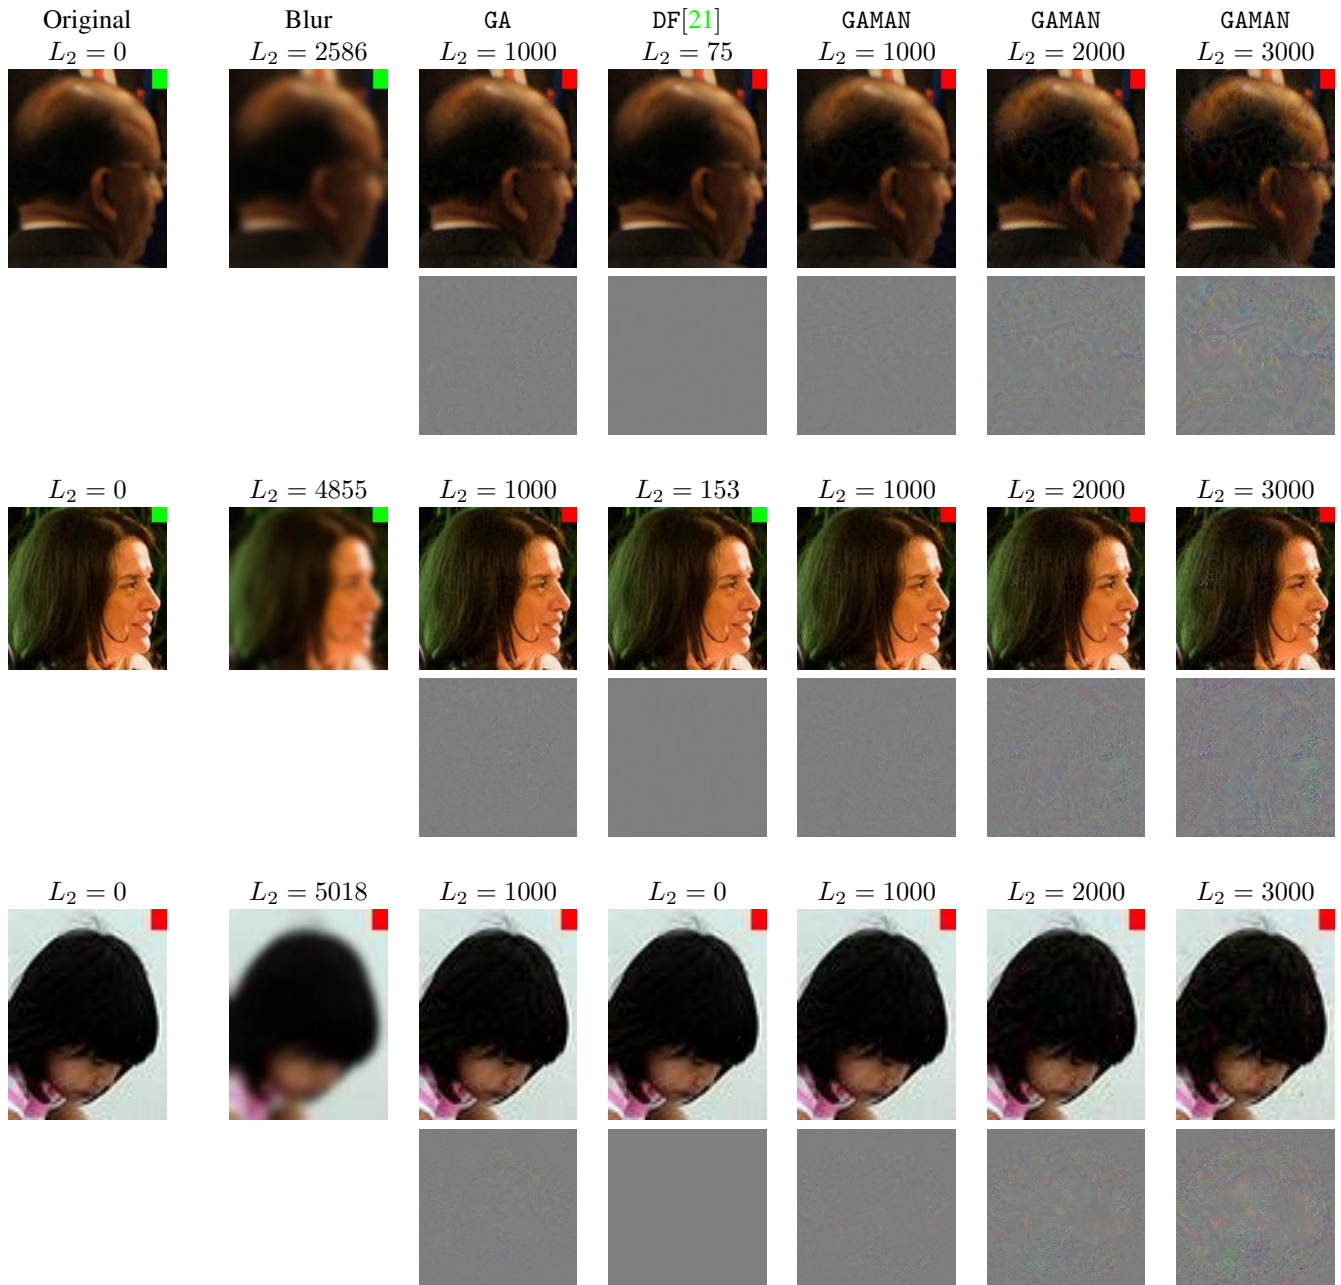 Original Blur GA DF[21] GAMAN GAMAN GAMAN
L₂ = 0 L₂ = 2586 L₂ = 1000 L₂ = 75 L₂ = 1000 L₂ = 2000 L₂ = 3000
L₂ = 0 L₂ = 4855 L₂ = 1000 L₂ = 153 L₂ = 1000 L₂ = 2000 L₂ = 3000
L₂ = 0 L₂ = 5018 L₂ = 1000 L₂ = 0 L₂ = 1000 L₂ = 2000 L₂ = 3000